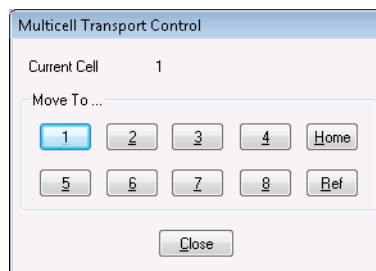 Multicell Transport Control
Current Cell 1
Move To ...
1 2 3 4 Home
5 6 7 8 Ref
Close